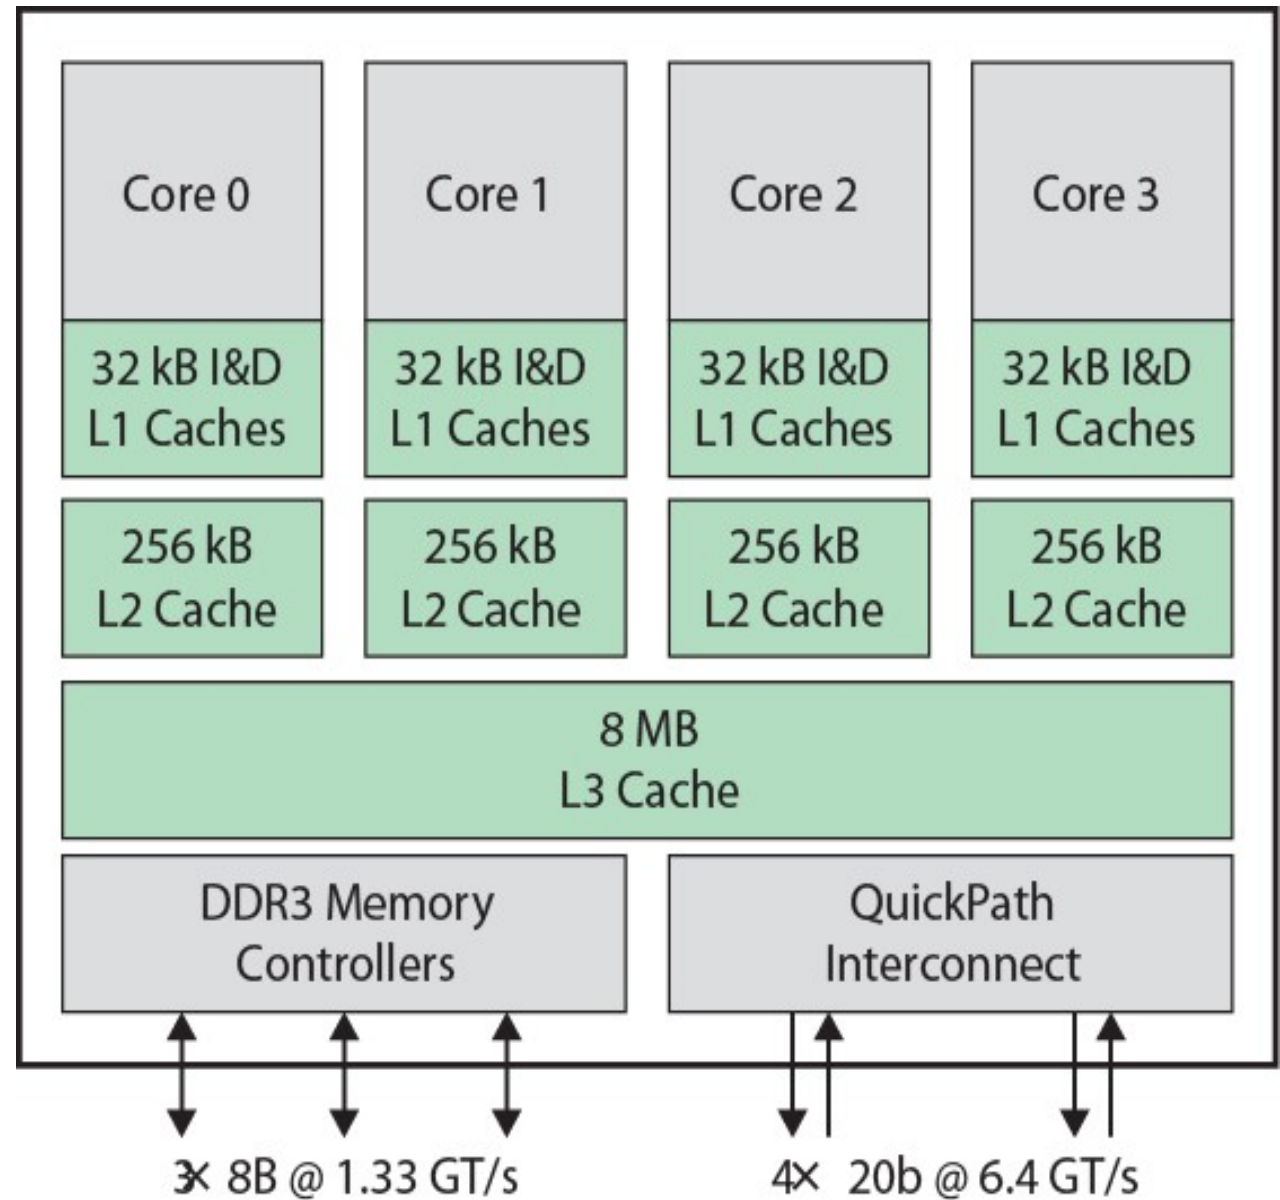 Core 0
Core 1
Core 2
Core 3
32 kB I&D
L1 Caches
32 kB I&D
L1 Caches
32 kB I&D
L1 Caches
32 kB I&D
L1 Caches
256 kB
L2 Cache
256 kB
L2 Cache
256 kB
L2 Cache
256 kB
L2 Cache
8 MB
L3 Cache
DDR3 Memory
Controllers
QuickPath
Interconnect
3× 8B @ 1.33 GT/s
4× 20b @ 6.4 GT/s